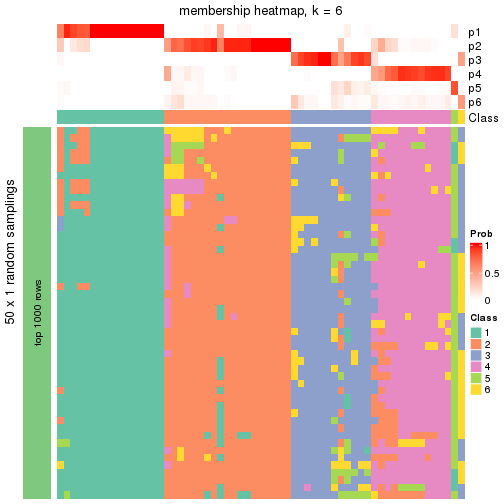 membership heatmap, k = 6
p1
p2
p3
p4
p5
p6
Class
50 x 1 random samplings
top 1000 rows
Prob
1
0.5
0
Class
1
2
3
4
5
6